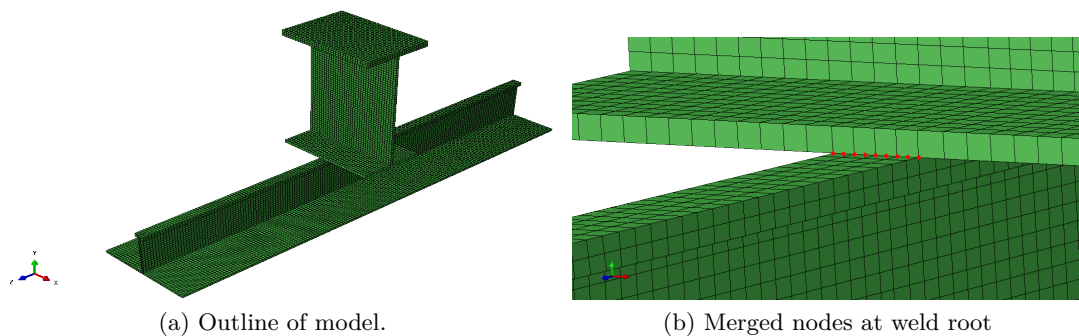 Y
Z
X
(a) Outline of model.
(b) Merged nodes at weld root